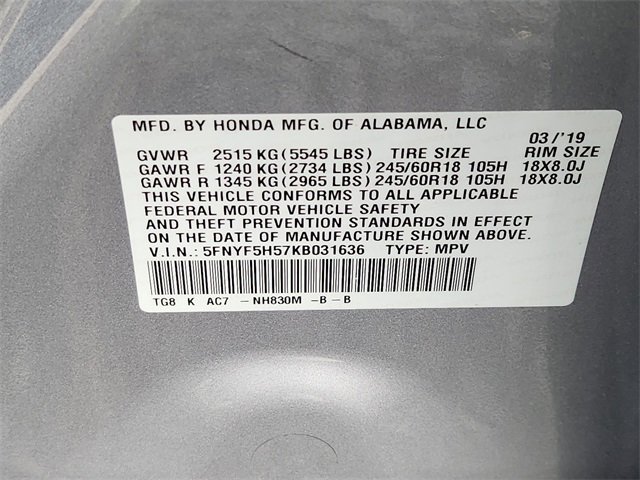 MFD. BY HONDA MFG. OF ALABAMA, LLC
03/'19
GVWR 2515 KG (5545 LBS) TIRE SIZE RIM SIZE
GAWR F 1240 KG (2734 LBS) 245/60R18 105H 18X8.0J
GAWR R 1345 KG (2965 LBS) 245/60R18 105H 18X8.0J
THIS VEHICLE CONFORMS TO ALL APPLICABLE
FEDERAL MOTOR VEHICLE SAFETY
AND THEFT PREVENTION STANDARDS IN EFFECT
ON THE DATE OF MANUFACTURE SHOWN ABOVE.
V.I.N.: 5FNYF5H57KB031636 TYPE: MPV
TG8 K AC7 -NH830M -B-B